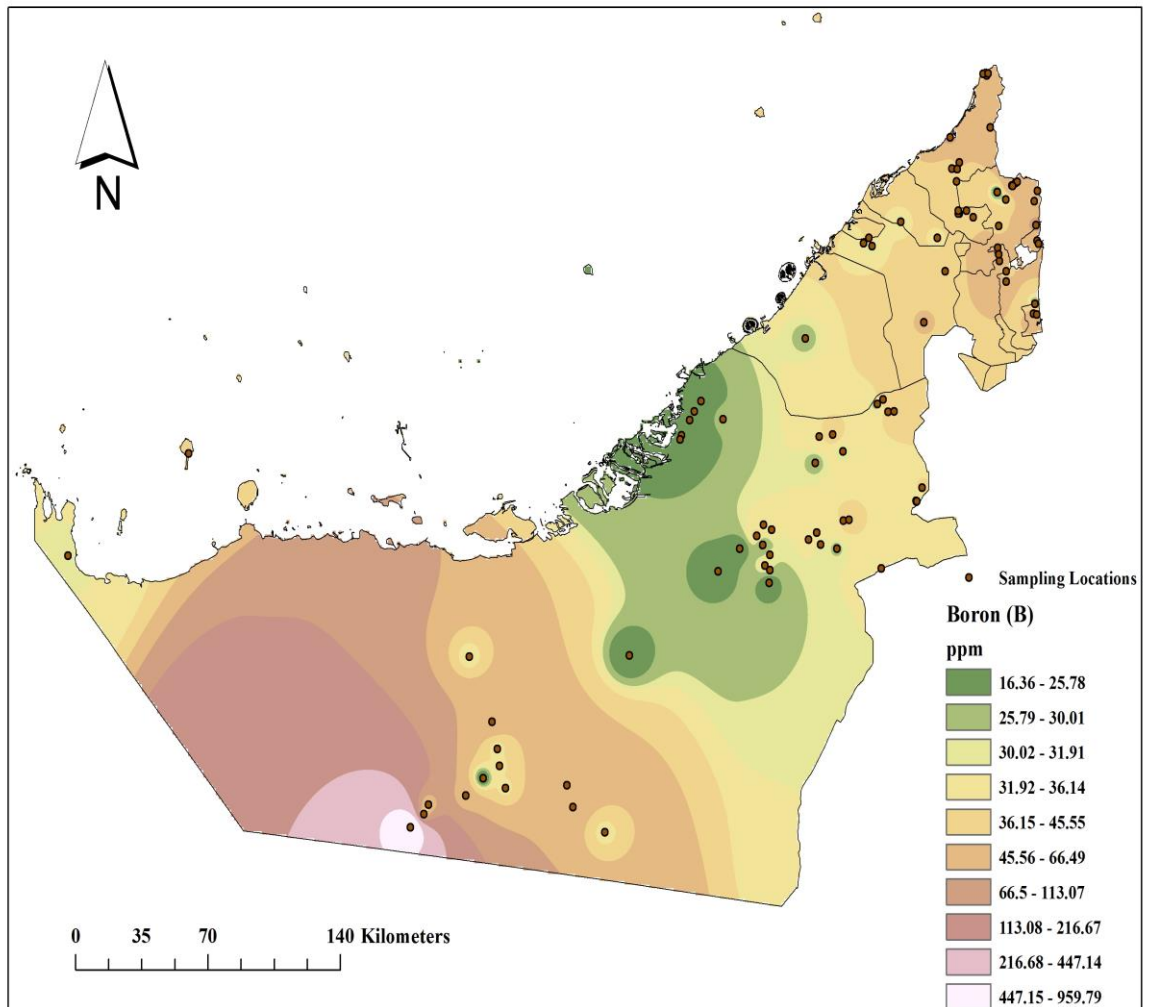 N
Sampling Locations
Boron (B)
ppm
16.36 - 25.78
25.79 - 30.01
30.02 - 31.91
31.92 - 36.14
36.15 - 45.55
45.56 - 66.49
66.5 - 113.07
113.08 - 216.67
216.68 - 447.14
447.15 - 959.79
0 35 70 140 Kilometers